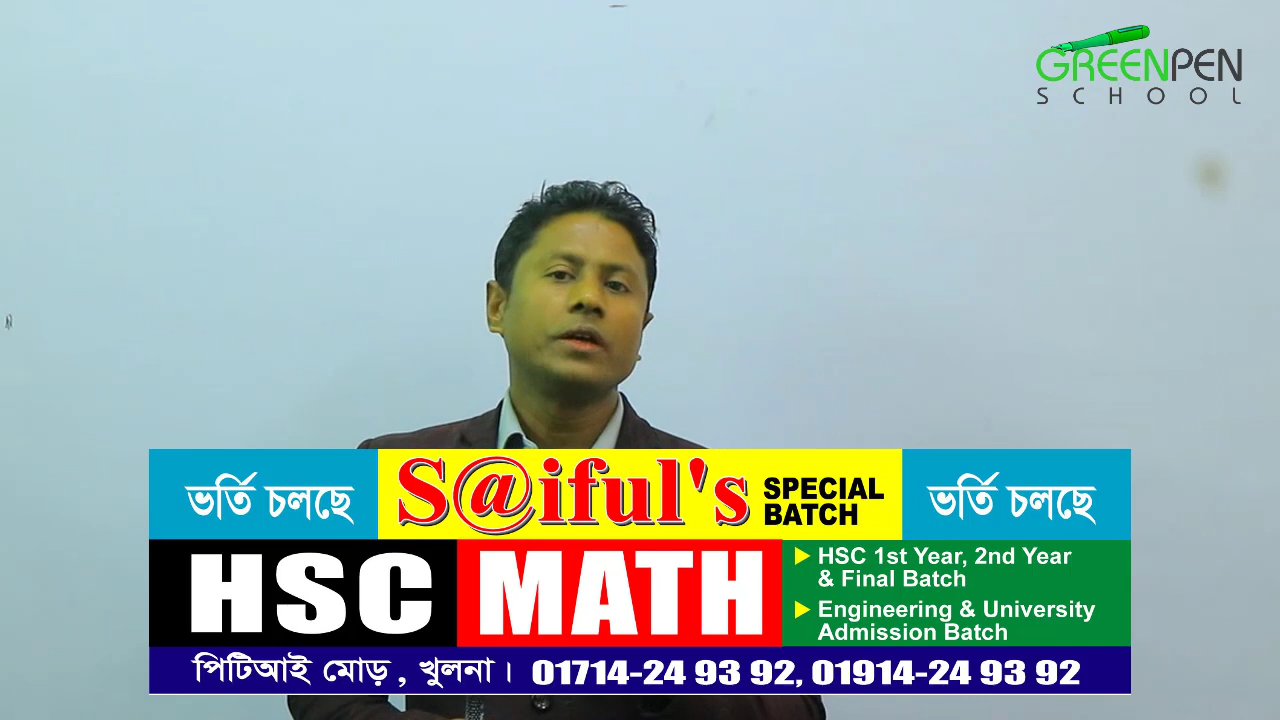 GREENPEN
SCHOOL
ভর্তি চলছে
S@iful's
SPECIAL
BATCH
ভর্তি চলছে
HSC MATH
HSC 1st Year, 2nd Year
& Final Batch
Engineering & University
Admission Batch
পিটিআই মোড়, খুলনা। 01714-24 93 92, 01914-24 93 92